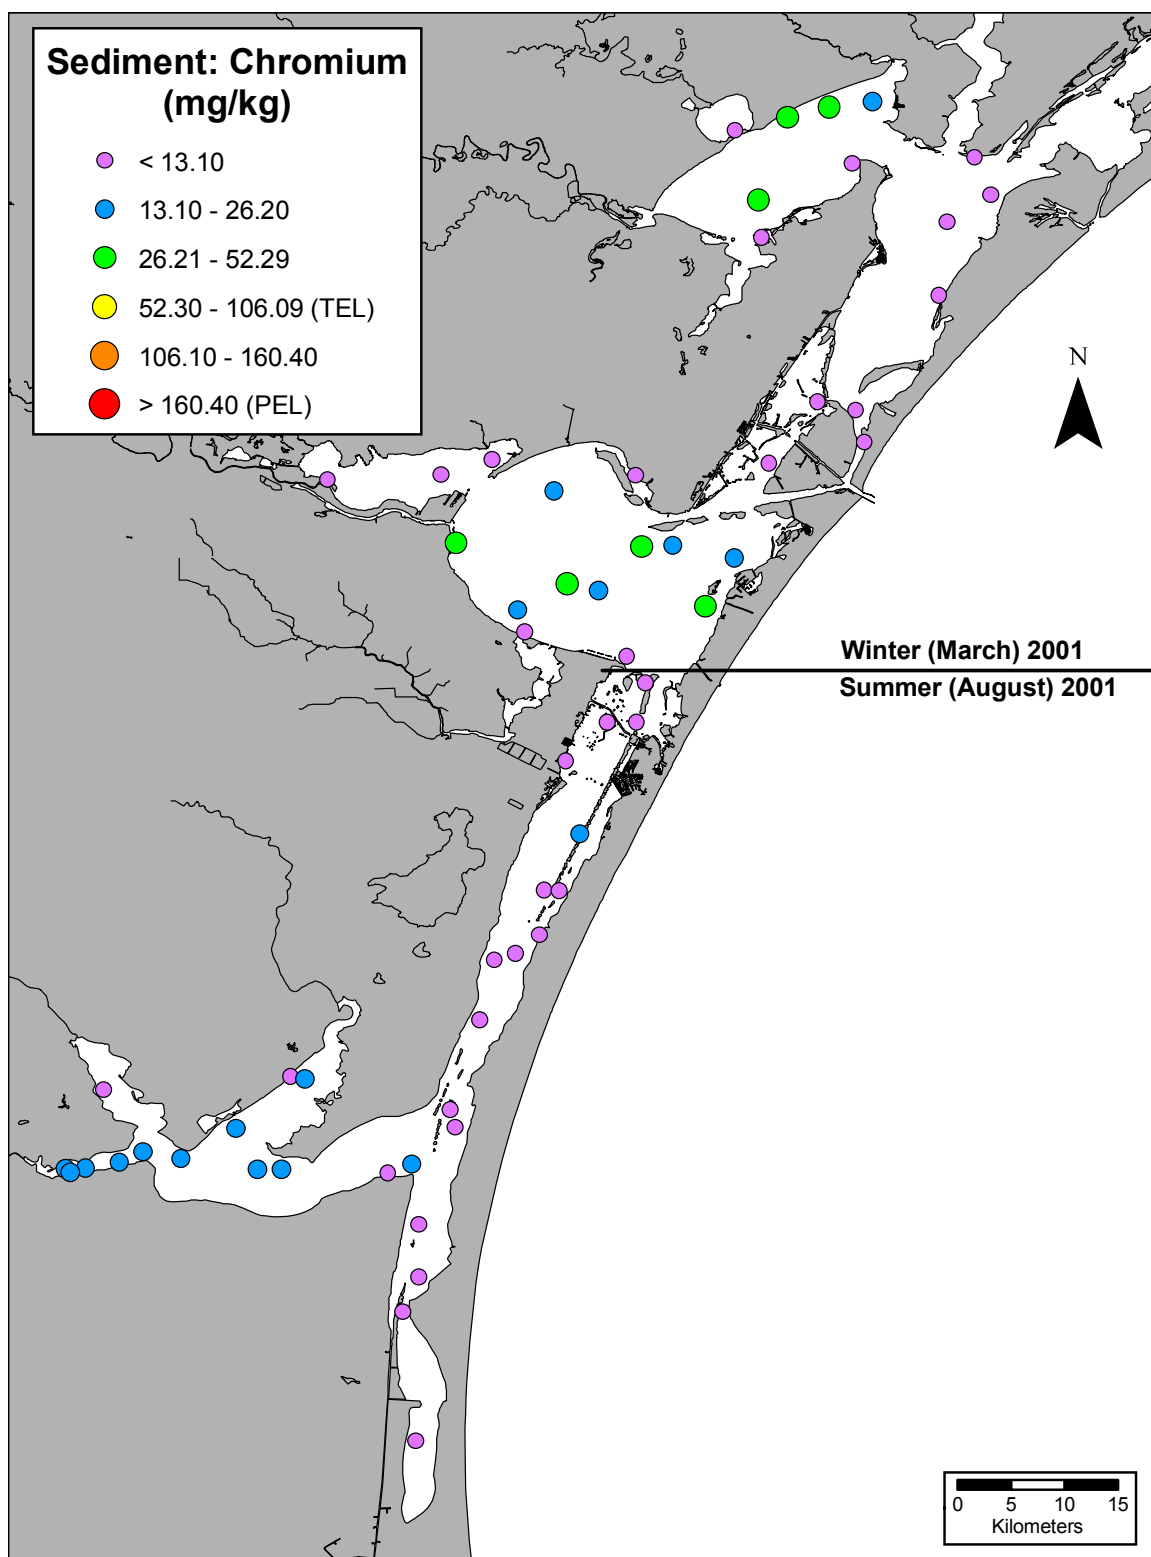 Sediment: Chromium
(mg/kg)
< 13.10
13.10 - 26.20
26.21 - 52.29
52.30 - 106.09 (TEL)
106.10 - 160.40
> 160.40 (PEL)
N
Winter (March) 2001
Summer (August) 2001
0 5 10 15
Kilometers